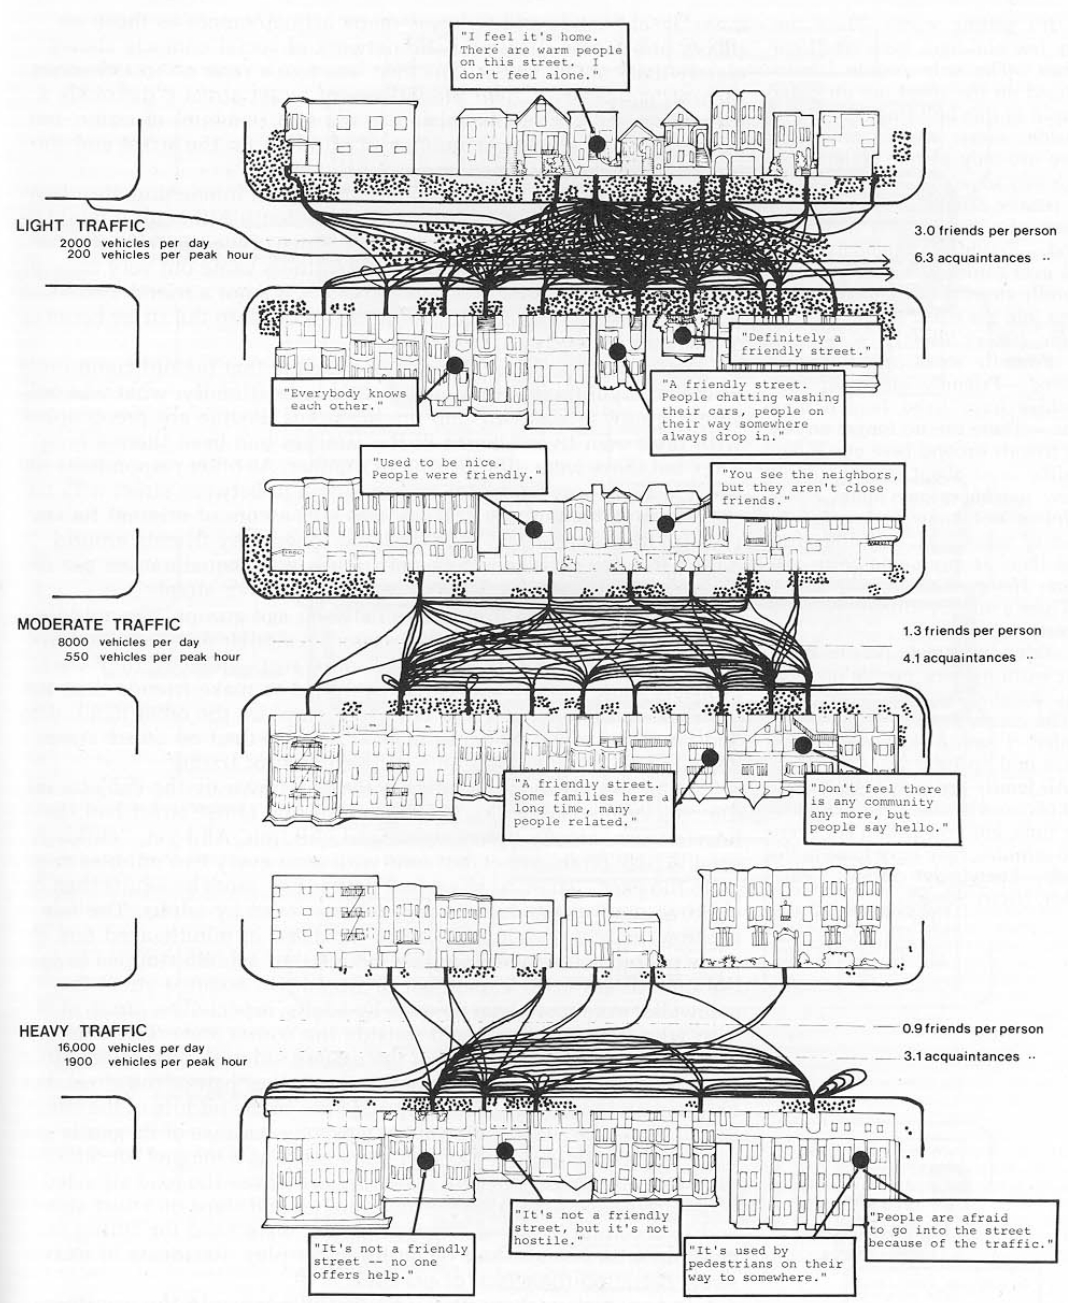 "I feel it's home.
There are warm people
on this street. I
don't feel alone."
LIGHT TRAFFIC
2000 vehicles per day
200 vehicles per peak hour
3.0 friends per person
6.3 acquaintances ··
"Definitely a
friendly street."
"Everybody knows
each other."
"A friendly street.
People chatting washing
their cars, people on
their way somewhere
always drop in."
"Used to be nice.
People were friendly."
"You see the neighbors,
but they aren't close
friends."
MODERATE TRAFFIC
8000 vehicles per day
550 vehicles per peak hour
1.3 friends per person
4.1 acquaintances ··
"A friendly street.
Some families here a
long time, many
people related."
"Don't feel there
is any community
any more, but
people say hello."
HEAVY TRAFFIC
16,000 vehicles per day
1900 vehicles per peak hour
0.9 friends per person
3.1 acquaintances ··
"It's not a friendly
street -- no one
offers help."
"It's not a friendly
street, but it's not
hostile."
"It's used by
pedestrians on their
way to somewhere."
"People are afraid
to go into the street
because of the traffic."